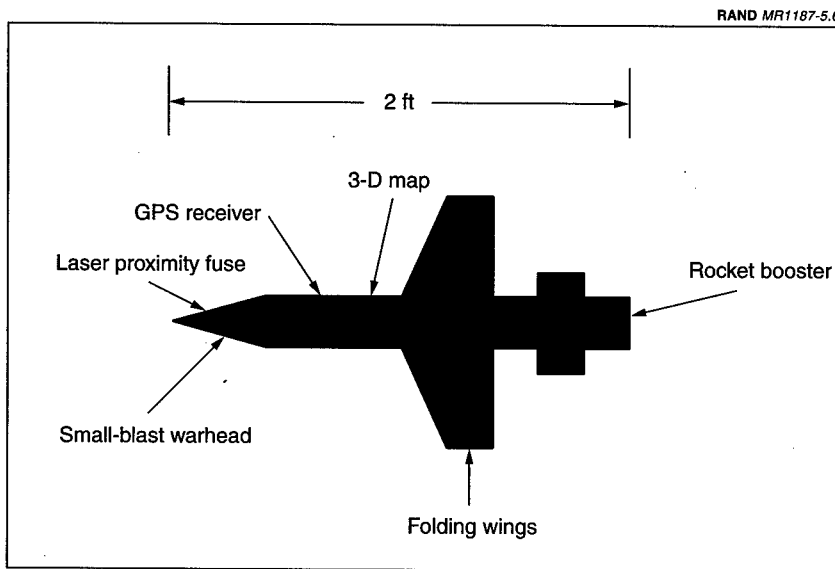 RAND MR1187-5.
2 ft
3-D map
GPS receiver
Laser proximity fuse
Rocket booster
Small-blast warhead
Folding wings